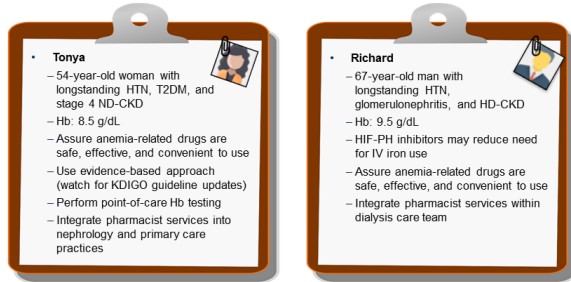 • Tonya
– 54-year-old woman with
longstanding HTN, T2DM, and
stage 4 ND-CKD
– Hb: 8.5 g/dL
– Assure anemia-related drugs are
safe, effective, and convenient to use
– Use evidence-based approach
(watch for KDIGO guideline updates)
– Perform point-of-care Hb testing
– Integrate pharmacist services into
nephrology and primary care
practices
• Richard
– 67-year-old man with
longstanding HTN,
glomerulonephritis, and HD-CKD
– Hb: 9.5 g/dL
– HIF-PH inhibitors may reduce need
for IV iron use
– Assure anemia-related drugs are
safe, effective, and convenient to use
– Integrate pharmacist services within
dialysis care team